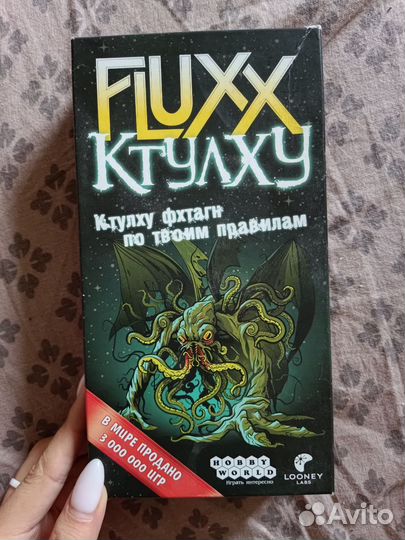 FLUXX
КТУЛХУ
Ктулху фхтагн
по твоим правилам
В МИРЕ ПРОДАНО
3 000 000 ИГР
HOBBY
WORLD
Играть интересно
LOONEY
LABS
Avito